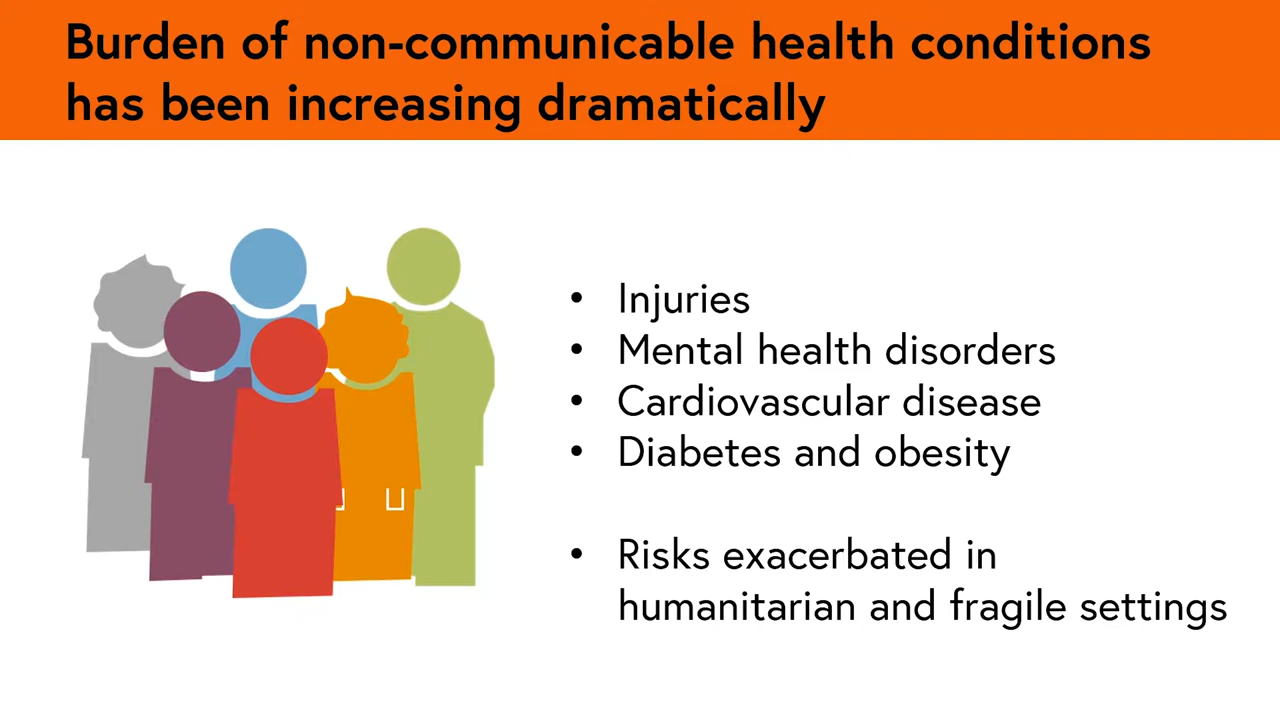 Burden of non-communicable health conditions
has been increasing dramatically
• Injuries
• Mental health disorders
• Cardiovascular disease
• Diabetes and obesity
• Risks exacerbated in
humanitarian and fragile settings